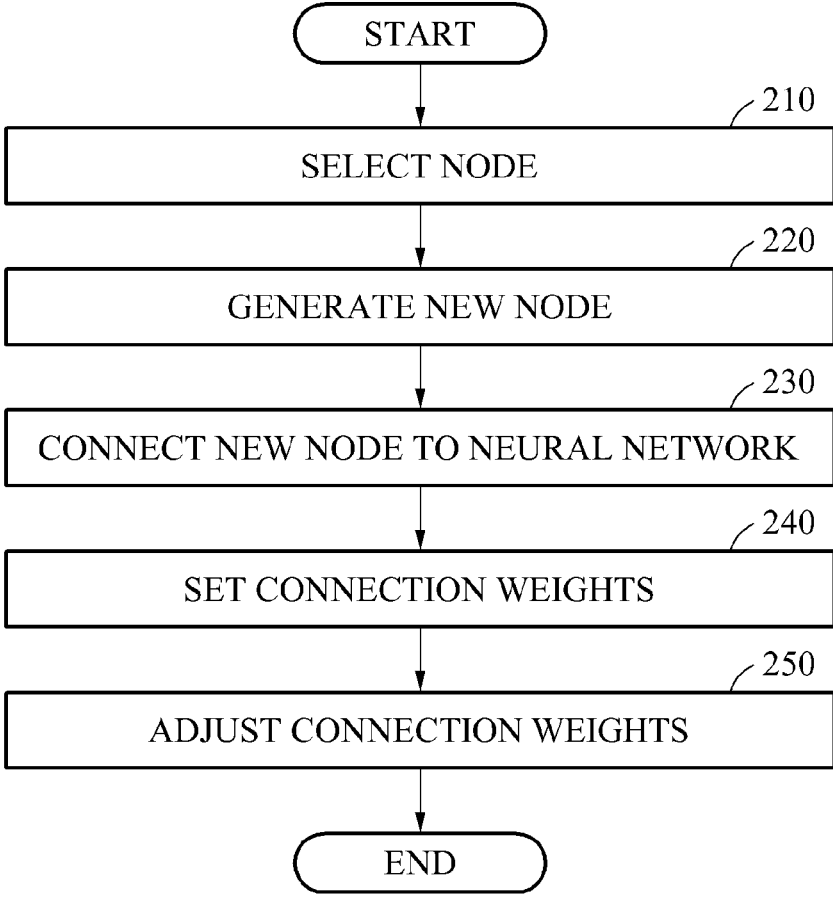 START
210
SELECT NODE
220
GENERATE NEW NODE
230
CONNECT NEW NODE TO NEURAL NETWORK
240
SET CONNECTION WEIGHTS
250
ADJUST CONNECTION WEIGHTS
END